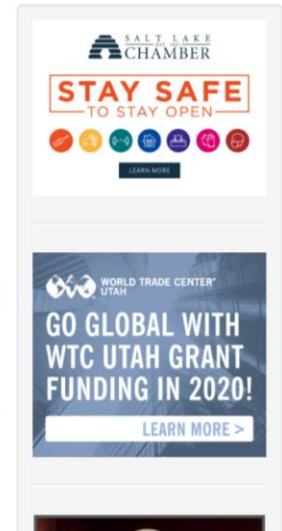 SALT LAKE
CHAMBER
STAY SAFE
TO STAY OPEN
LEARN MORE
WORLD TRADE CENTER®
UTAH
GO GLOBAL WITH
WTC UTAH GRANT
FUNDING IN 2020!
LEARN MORE >